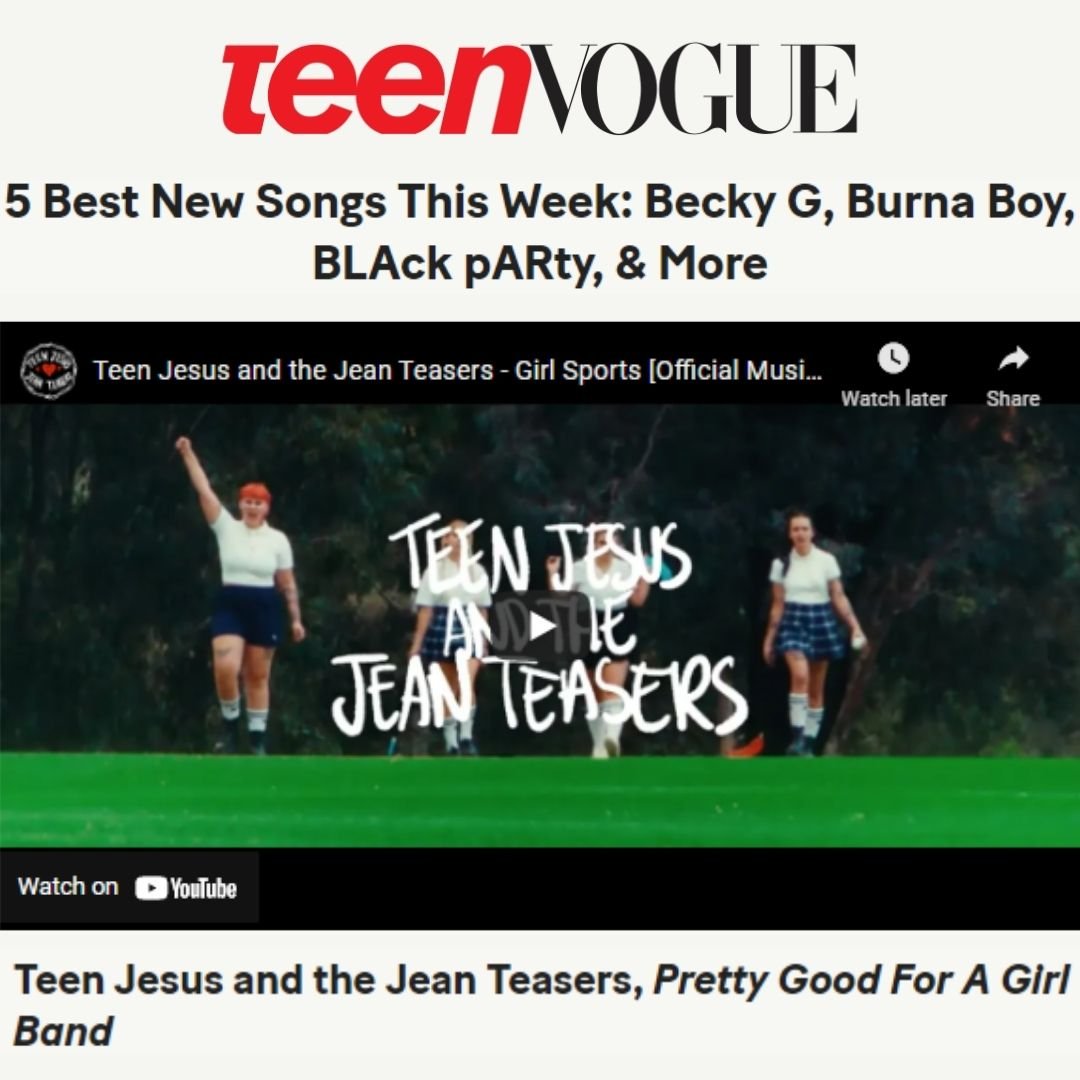 teenVOGUE
5 Best New Songs This Week: Becky G, Burna Boy,
BLAck pARty, & More
Teen Jesus and the Jean Teasers - Girl Sports [Official Musi...
Watch later
Share
TEEN JESUS
AND THE
JEAN TEASERS
Watch on YouTube
Teen Jesus and the Jean Teasers, Pretty Good For A Girl
Band